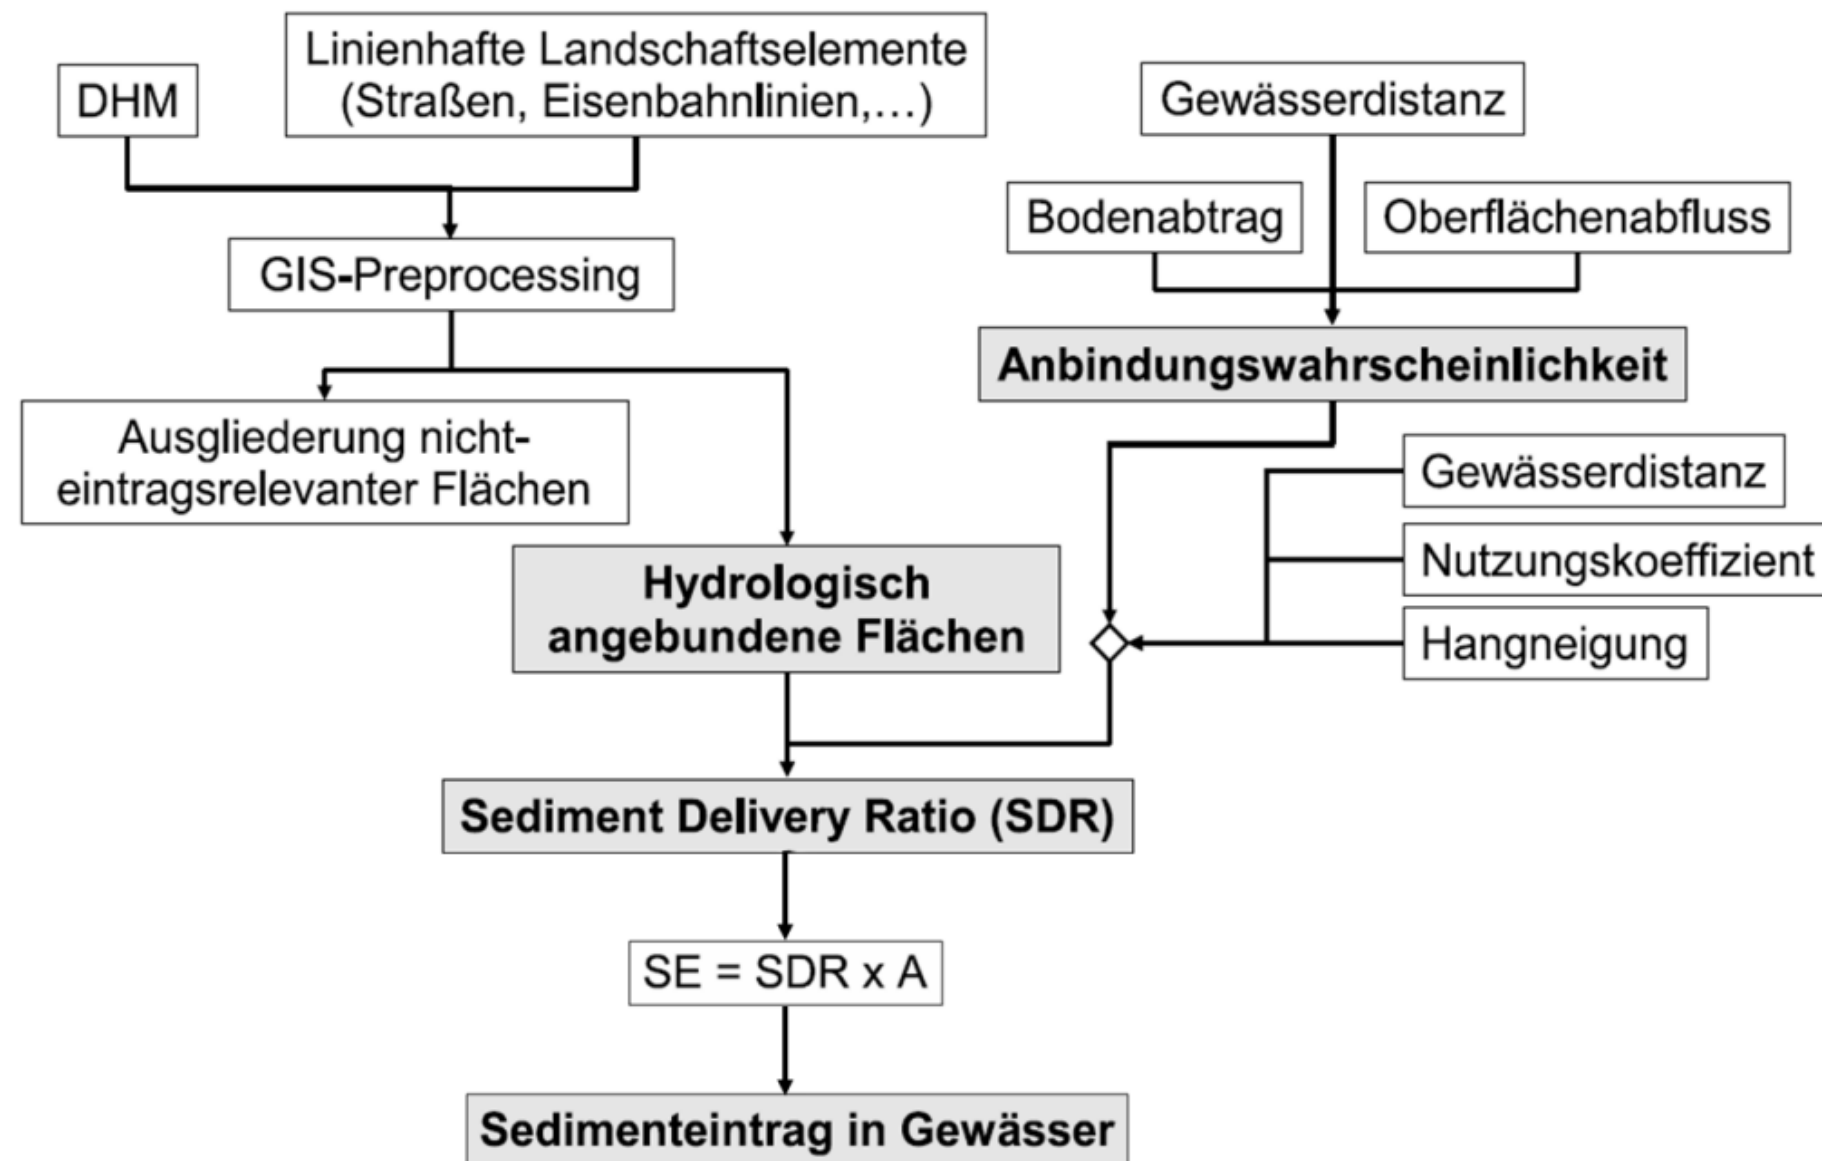 DHM
Linienhafte Landschaftselemente
(Straßen, Eisenbahnlinien,...)
Gewässerdistanz
Bodenabtrag
Oberflächenabfluss
GIS-Preprocessing
Anbindungswahrscheinlichkeit
Ausgliederung nicht-
eintragsrelevanter Flächen
Gewässerdistanz
Nutzungskoeffizient
Hangneigung
Hydrologisch
angebundene Flächen
Sediment Delivery Ratio (SDR)
SE = SDR x A
Sedimenteintrag in Gewässer